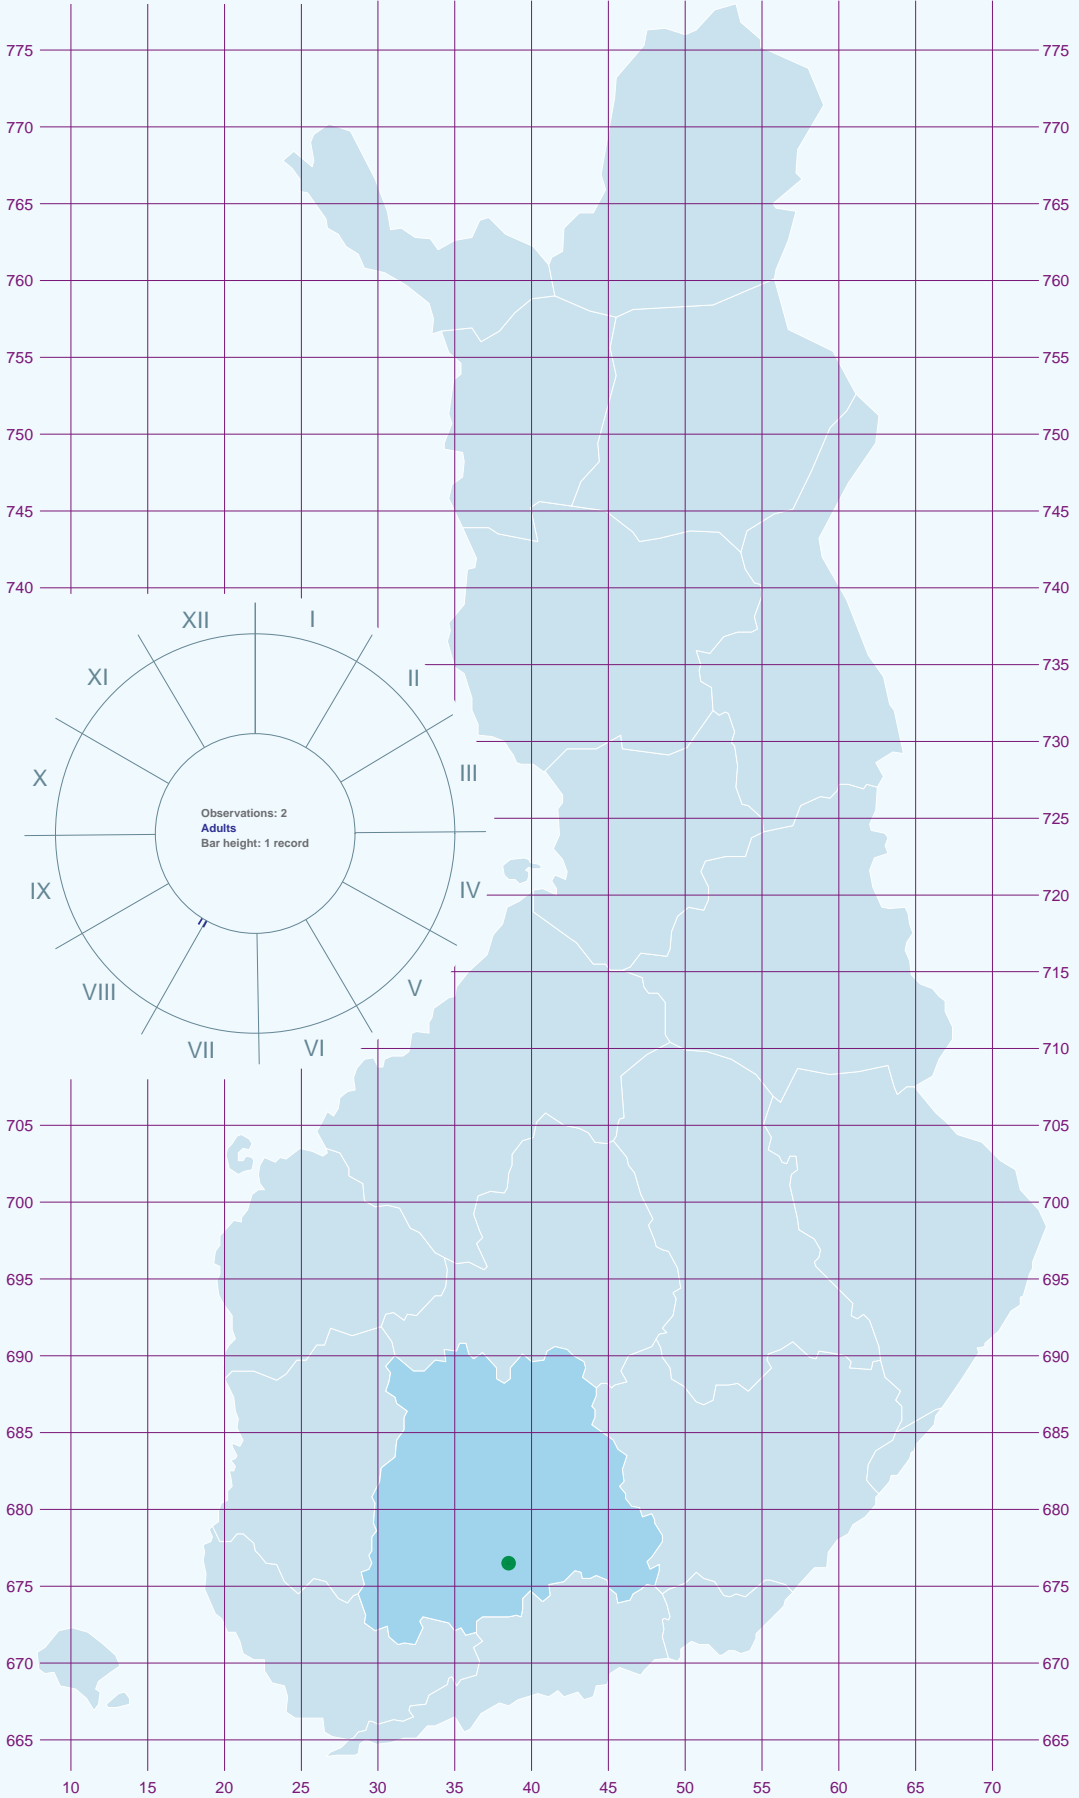 775 775
770 770
765 765
760 760
755 755
750 750
745 745
740 740
XII I
735
XI II
730
X III
Observations: 2
Adults
Bar height: 1 record
725
IX IV
720
VIII V
715
VII VI
710
705 705
700 700
695 695
690 690
685 685
680 680
675 675
670 670
665 665
10 15 20 25 30 35 40 45 50 55 60 65 70